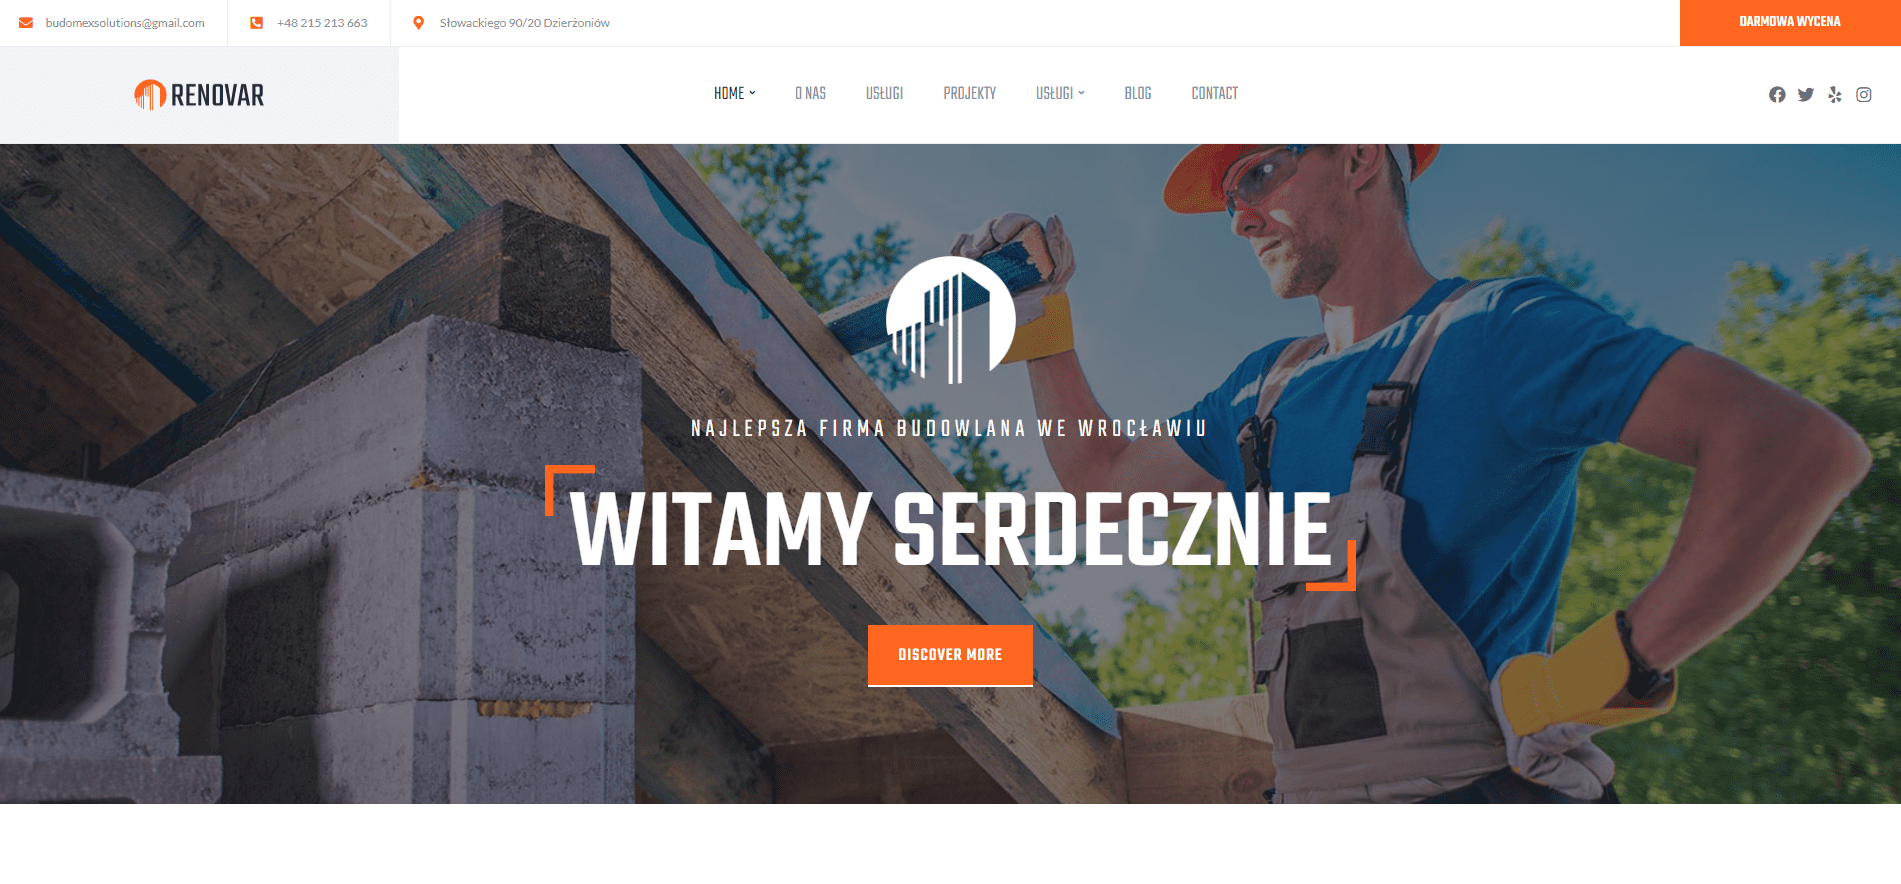 budomexsolutions@gmail.com
+48 215 213 663
Słowackiego 90/20 Dzierżoniów
DARMOWA WYCENA
RENOVAR
HOME
O NAS
USŁUGI
PROJEKTY
USŁUGI
BLOG
CONTACT
NAJLEPSZA FIRMA BUDOWLANA WE WROCŁAWIU
WITAMY SERDECZNIE
DISCOVER MORE